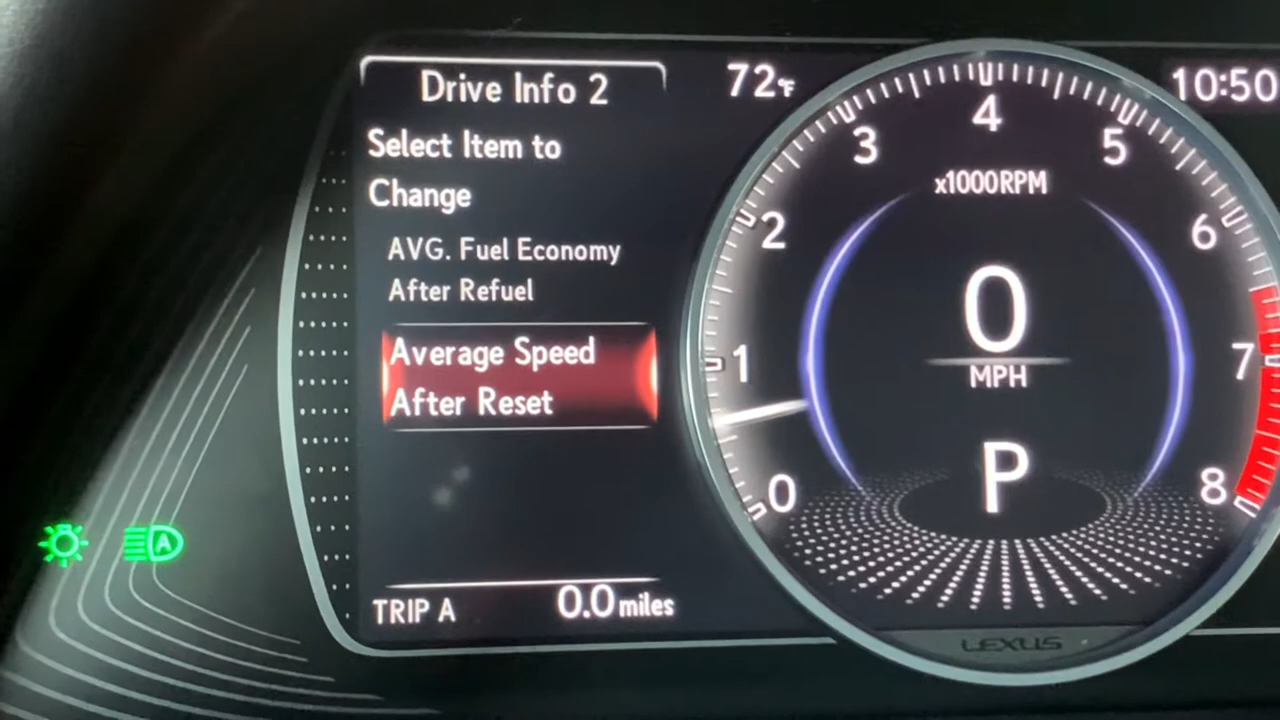 Drive Info 2
Select Item to
Change
AVG. Fuel Economy
After Refuel
Average Speed
After Reset
TRIP A 0.0 miles
72°F
10:50
0
1
2
3
4
5
6
7
8
x1000RPM
0
MPH
P
A
LEXUS